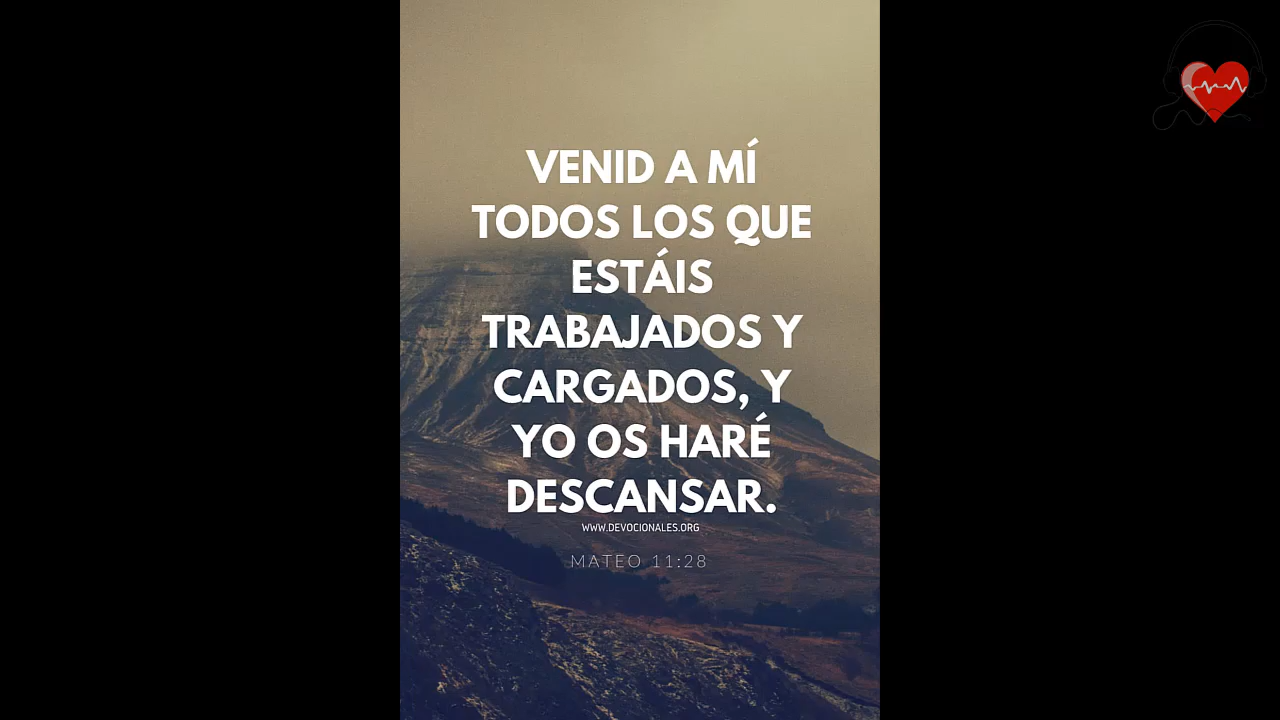 VENID A MÍ
TODOS LOS QUE
ESTÁIS
TRABAJADOS Y
CARGADOS, Y
YO OS HARÉ
DESCANSAR.
WWW.DEVOCIONALES.ORG
MATEO 11:28